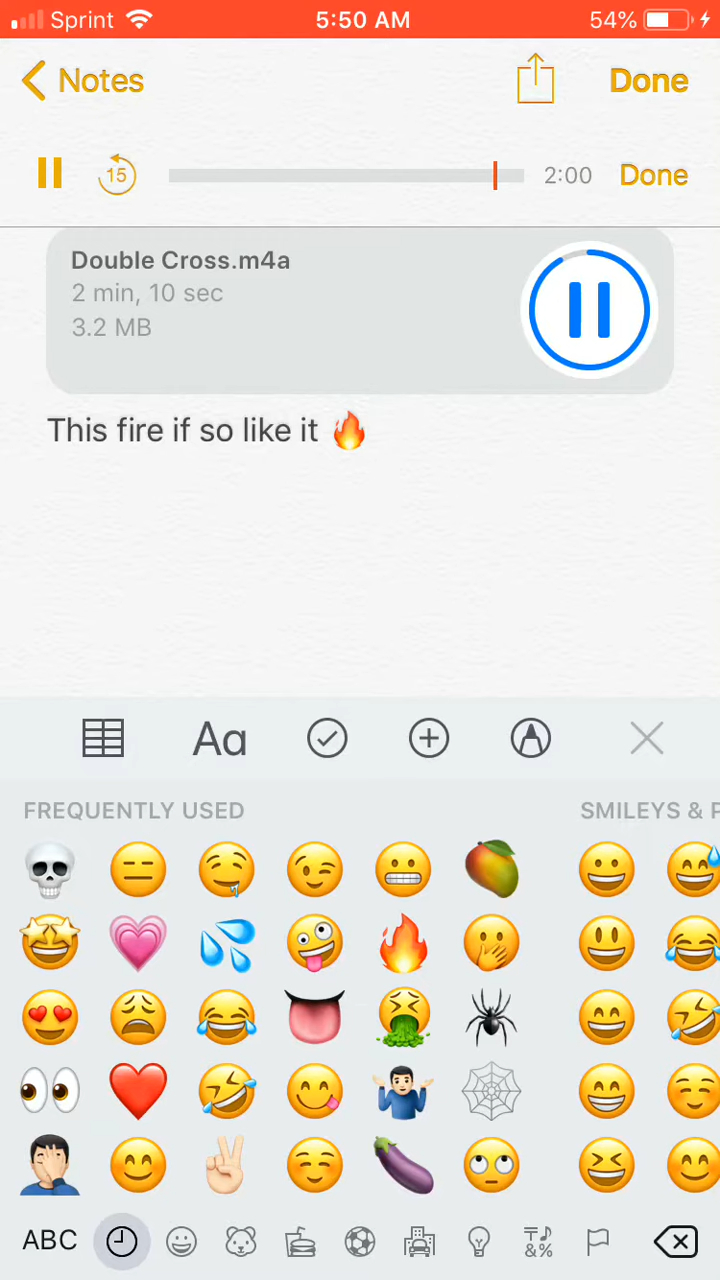 Sprint 5:50 AM 54%
Notes Done
15 2:00 Done
Double Cross.m4a
2 min, 10 sec
3.2 MB
This fire if so like it 🔥
Aa
FREQUENTLY USED SMILEYS & P
ABC